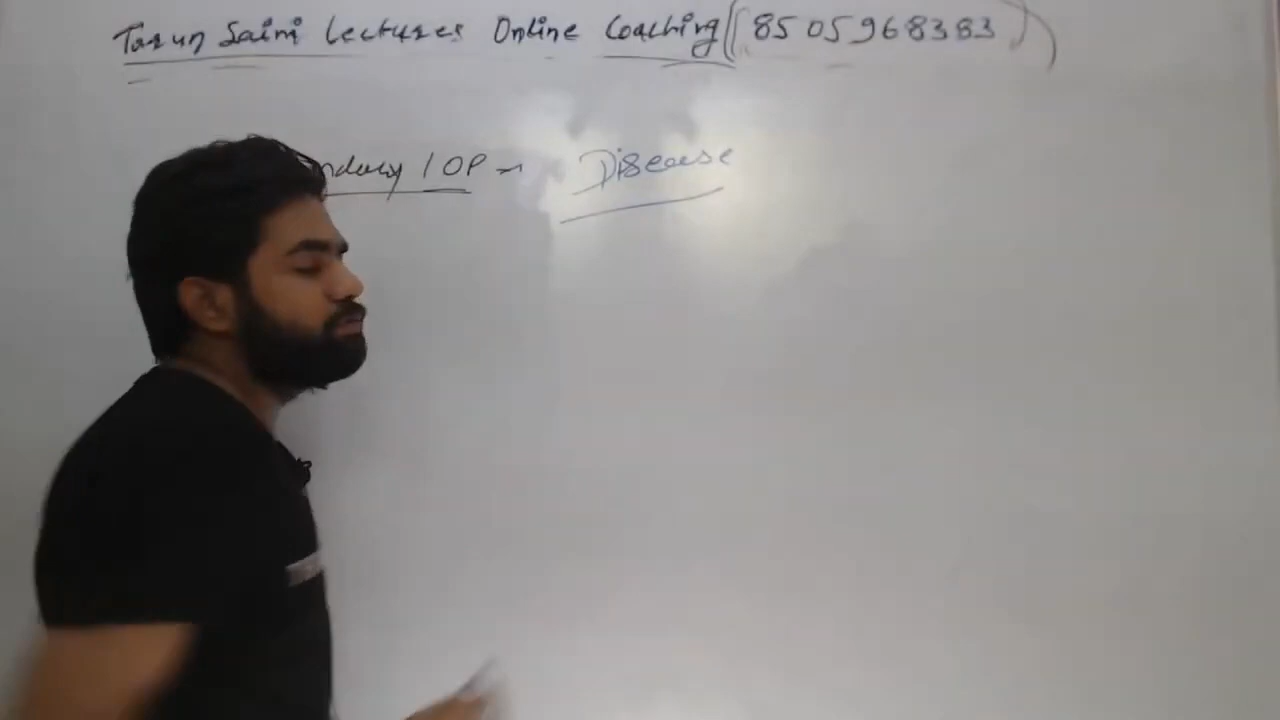 Tarun Saini Lectures Online Coaching (8505968383)
ndary IOP → Disease